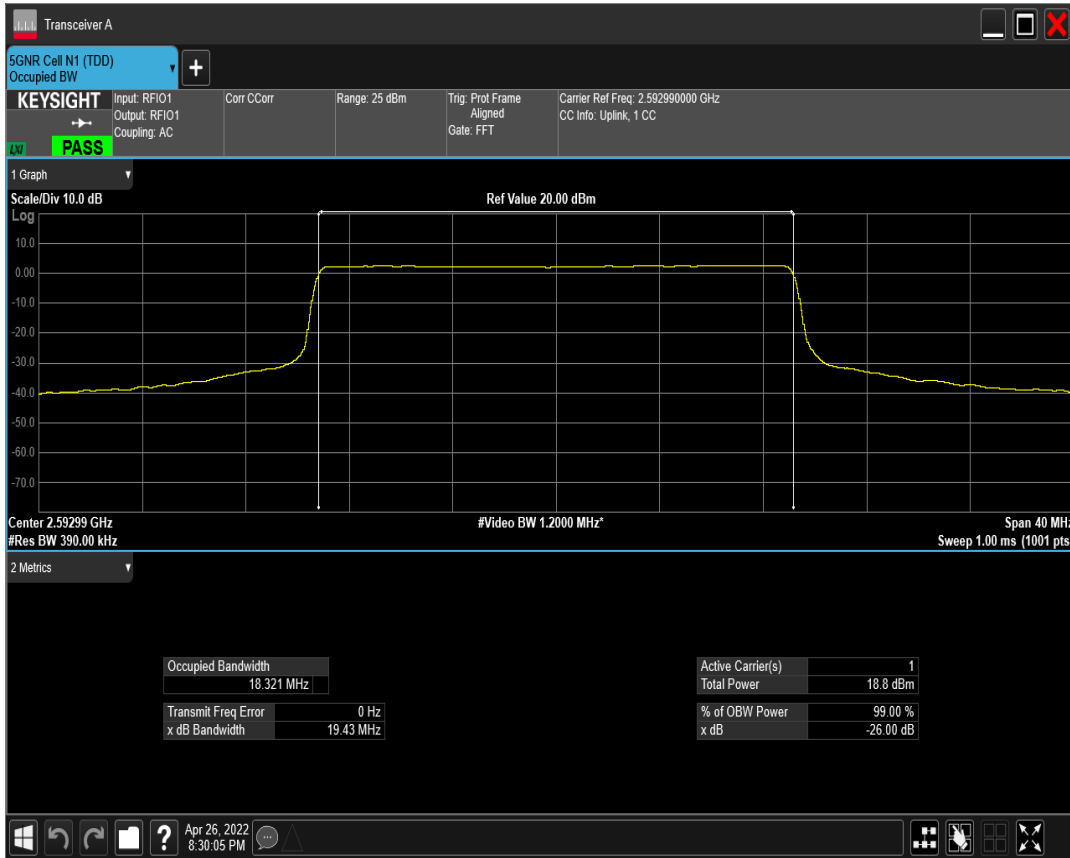 Transceiver A
5GNR Cell N1 (TDD)
Occupied BW
+
KEYSIGHT
LXI
PASS
Input: RFIO1
Output: RFIO1
Coupling: AC
Corr CCorr
Range: 25 dBm
Trig: Prot Frame
Aligned
Gate: FFT
Carrier Ref Freq: 2.592990000 GHz
CC Info: Uplink, 1 CC
1 Graph
Scale/Div 10.0 dB
Ref Value 20.00 dBm
Log
10.0
0.00
-10.0
-20.0
-30.0
-40.0
-50.0
-60.0
-70.0
Center 2.59299 GHz
#Video BW 1.2000 MHz*
Span 40 MHz
#Res BW 390.00 kHz
Sweep 1.00 ms (1001 pts
2 Metrics
Occupied Bandwidth
18.321 MHz
Transmit Freq Error 0 Hz
x dB Bandwidth 19.43 MHz
Active Carrier(s) 1
Total Power 18.8 dBm
% of OBW Power 99.00 %
x dB -26.00 dB
?
Apr 26, 2022
8:30:05 PM